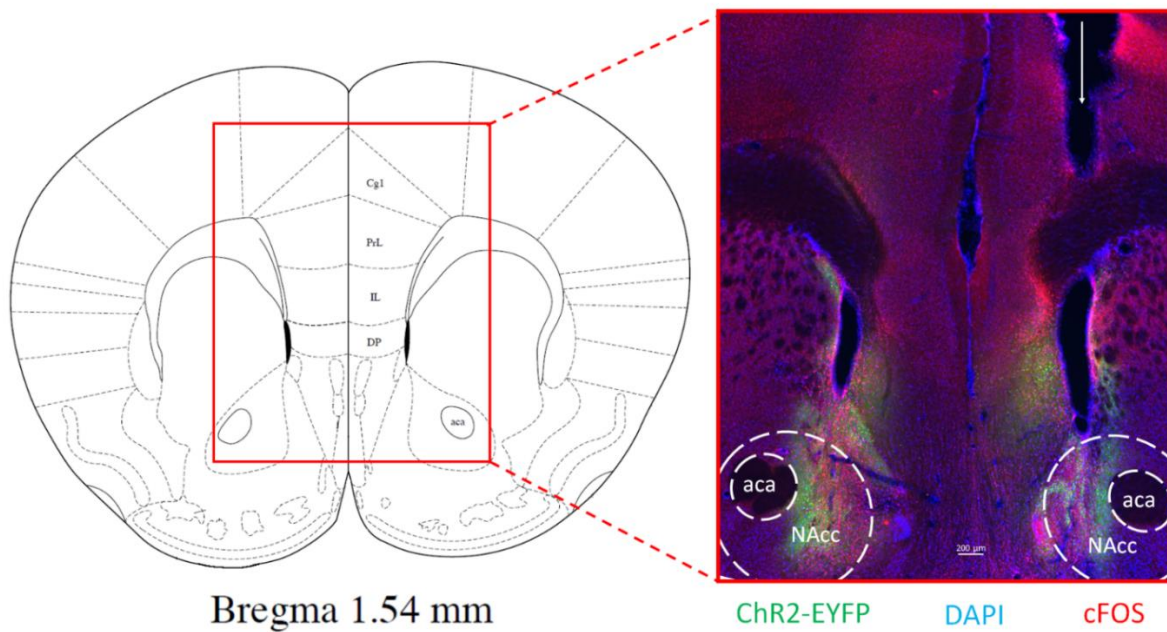 Cg1
PrL
IL
DP
aca
Bregma 1.54 mm
aca
NAcc
aca
NAcc
200 µm
ChR2-EYFP DAPI cFOS